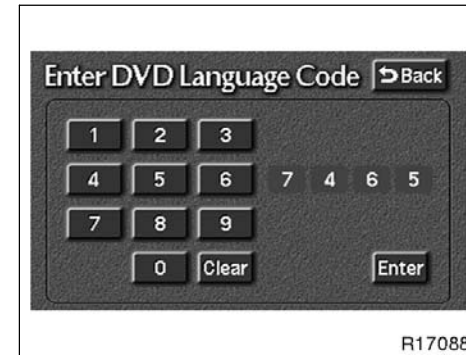 Enter DVD Language Code Back
1 2 3
4 5 6 7 4 6 5
7 8 9
0 Clear Enter
R17088